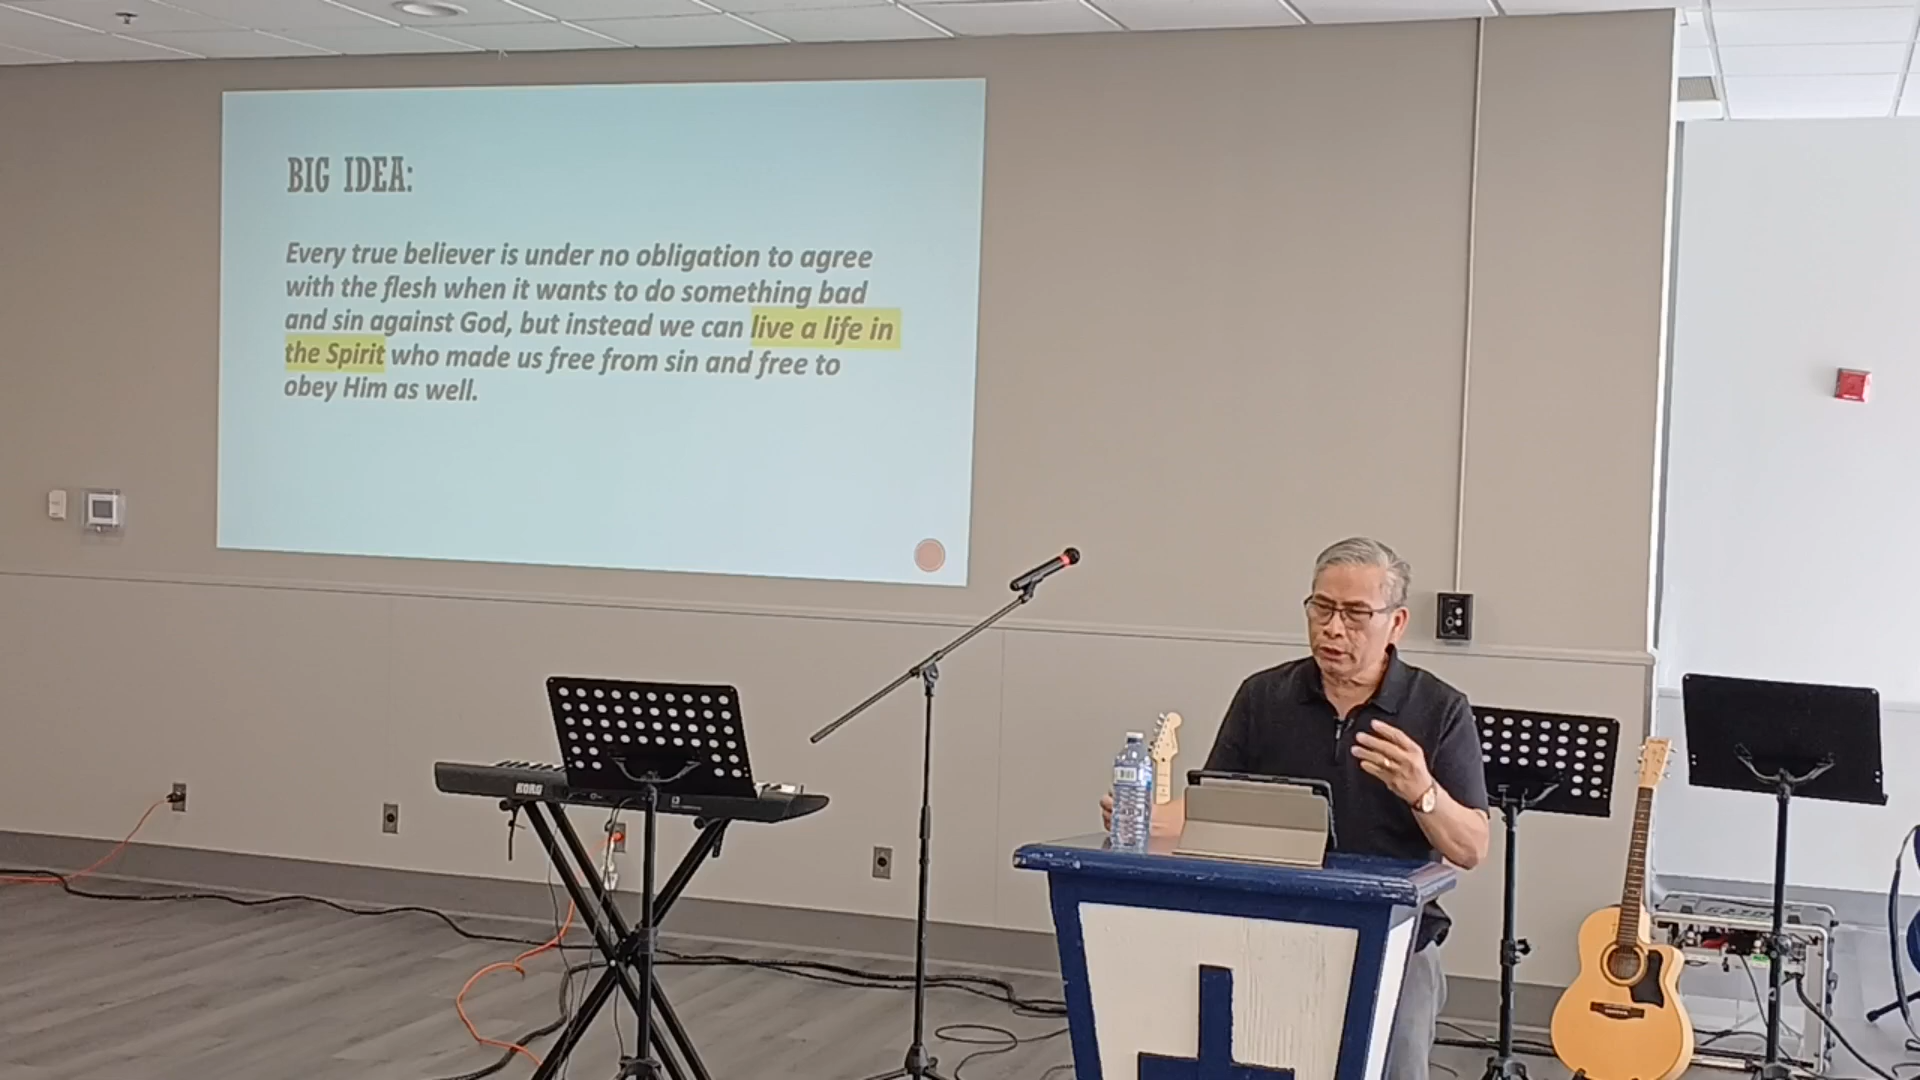 BIG IDEA:
Every true believer is under no obligation to agree
with the flesh when it wants to do something bad
and sin against God, but instead we can live a life in
the Spirit who made us free from sin and free to
obey Him as well.
KORG